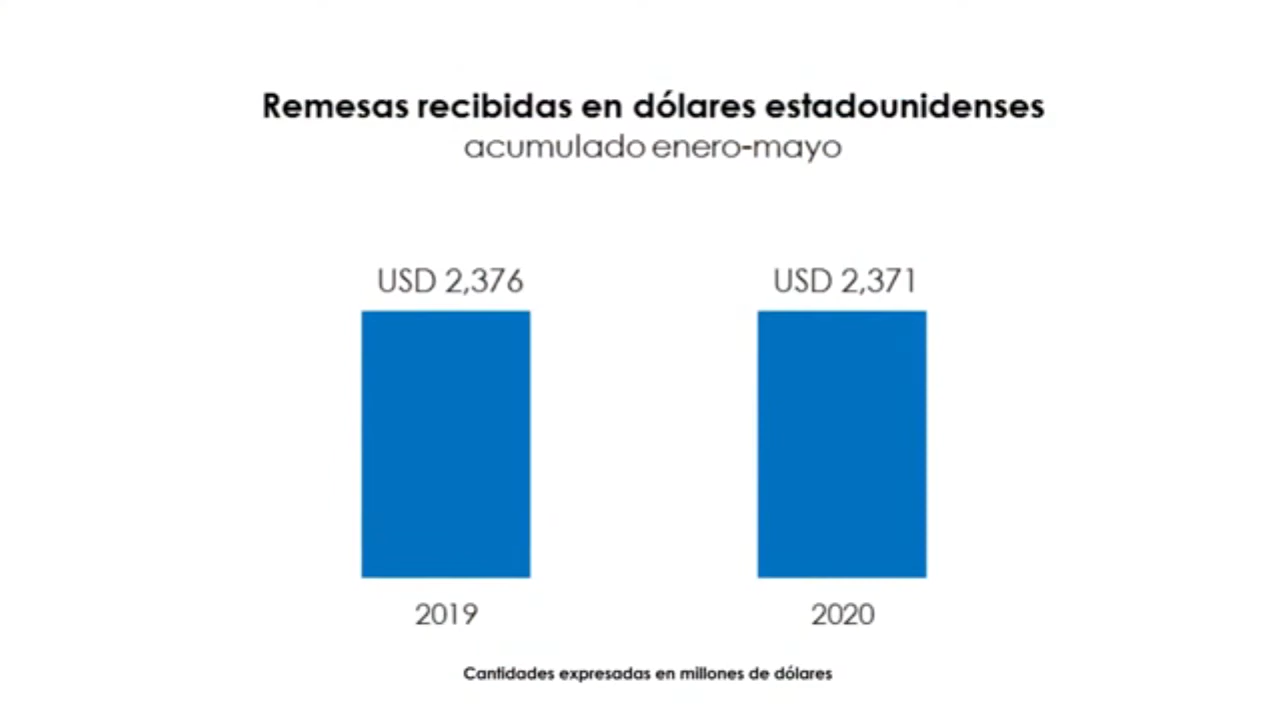 Remesas recibidas en dólares estadounidenses
acumulado enero-mayo
USD 2,376
USD 2,371
2019
2020
Cantidades expresadas en millones de dólares